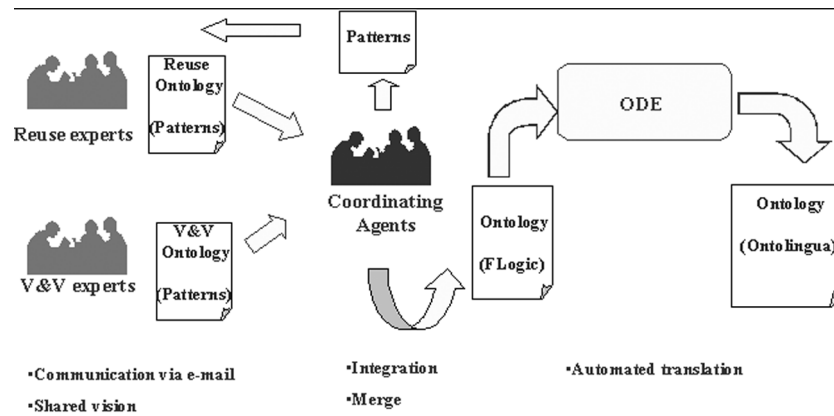 Reuse experts
Reuse
Ontology
(Patterns)
V&V experts
V&V
Ontology
(Patterns)
Patterns
Coordinating
Agents
Ontology
(FLogic)
ODE
Ontology
(Ontolingua)
▪Communication via e-mail
▪Shared vision
▪Integration
▪Merge
▪Automated translation